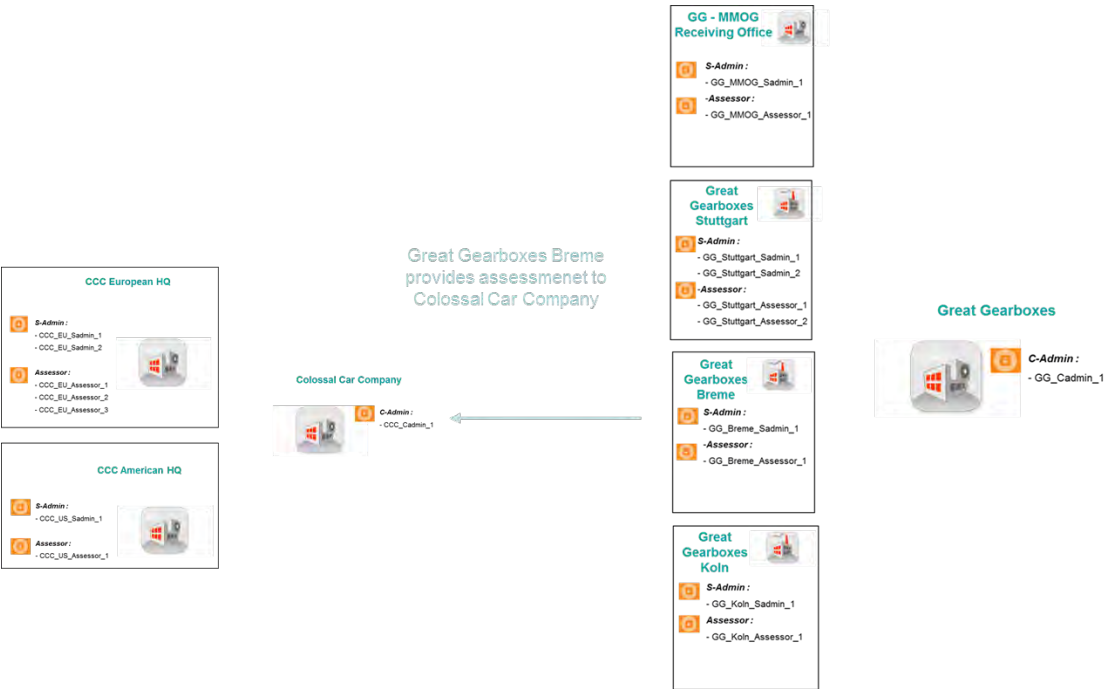 GG - MMOG
Receiving Office
S-Admin :
- GG_MMOG_Sadmin_1
-Assessor :
- GG_MMOG_Assessor_1
Great
Gearboxes
Stuttgart
S-Admin :
- GG_Stuttgart_Sadmin_1
- GG_Stuttgart_Sadmin_2
-Assessor :
- GG_Stuttgart_Assessor_1
- GG_Stuttgart_Assessor_2
Great Gearboxes Breme
provides assessmenet to
Colossal Car Company
CCC European HQ
S-Admin :
- CCC_EU_Sadmin_1
- CCC_EU_Sadmin_2
Assessor :
- CCC_EU_Assessor_1
- CCC_EU_Assessor_2
- CCC_EU_Assessor_3
Great Gearboxes
C-Admin :
- GG_Cadmin_1
Colossal Car Company
C-Admin :
- CCC_Cadmin_1
Great
Gearboxes
Breme
S-Admin :
- GG_Breme_Sadmin_1
-Assessor :
- GG_Breme_Assessor_1
CCC American HQ
S-Admin :
- CCC_US_Sadmin_1
Assessor :
- CCC_US_Assessor_1
Great
Gearboxes
Koln
S-Admin :
- GG_Koln_Sadmin_1
Assessor :
- GG_Koln_Assessor_1